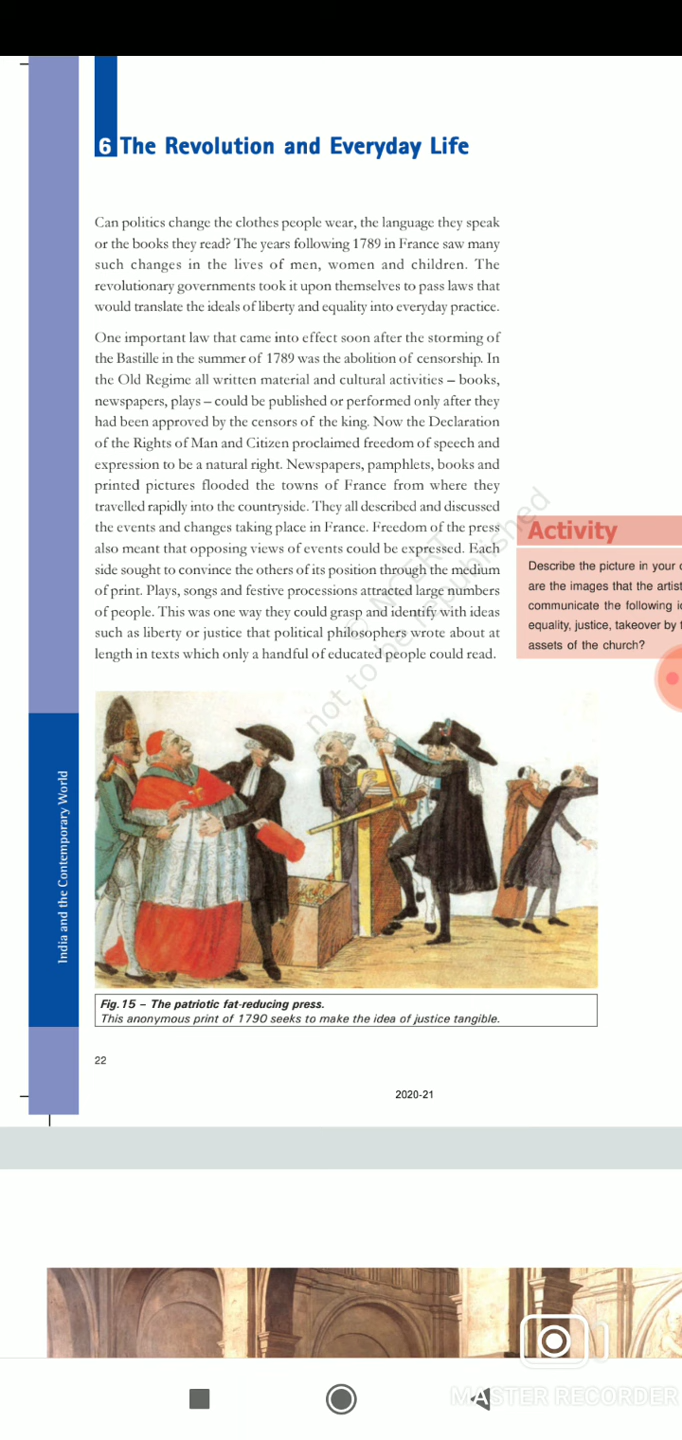 6 The Revolution and Everyday Life
Can politics change the clothes people wear, the language they speak
or the books they read? The years following 1789 in France saw many
such changes in the lives of men, women and children. The
revolutionary governments took it upon themselves to pass laws that
would translate the ideals of liberty and equality into everyday practice.
One important law that came into effect soon after the storming of
the Bastille in the summer of 1789 was the abolition of censorship. In
the Old Regime all written material and cultural activities – books,
newspapers, plays – could be published or performed only after they
had been approved by the censors of the king. Now the Declaration
of the Rights of Man and Citizen proclaimed freedom of speech and
expression to be a natural right. Newspapers, pamphlets, books and
printed pictures flooded the towns of France from where they
travelled rapidly into the countryside. They all described and discussed
the events and changes taking place in France. Freedom of the press
also meant that opposing views of events could be expressed. Each
side sought to convince the others of its position through the medium
of print. Plays, songs and festive processions attracted large numbers
of people. This was one way they could grasp and identify with ideas
such as liberty or justice that political philosophers wrote about at
length in texts which only a handful of educated people could read.
© NCERT
not to be republished
Activity
Describe the picture in your
are the images that the artist
communicate the following
equality, justice, takeover by
assets of the church?
India and the Contemporary World
Fig.15 – The patriotic fat-reducing press.
This anonymous print of 1790 seeks to make the idea of justice tangible.
22
2020-21
MASTER RECORDER